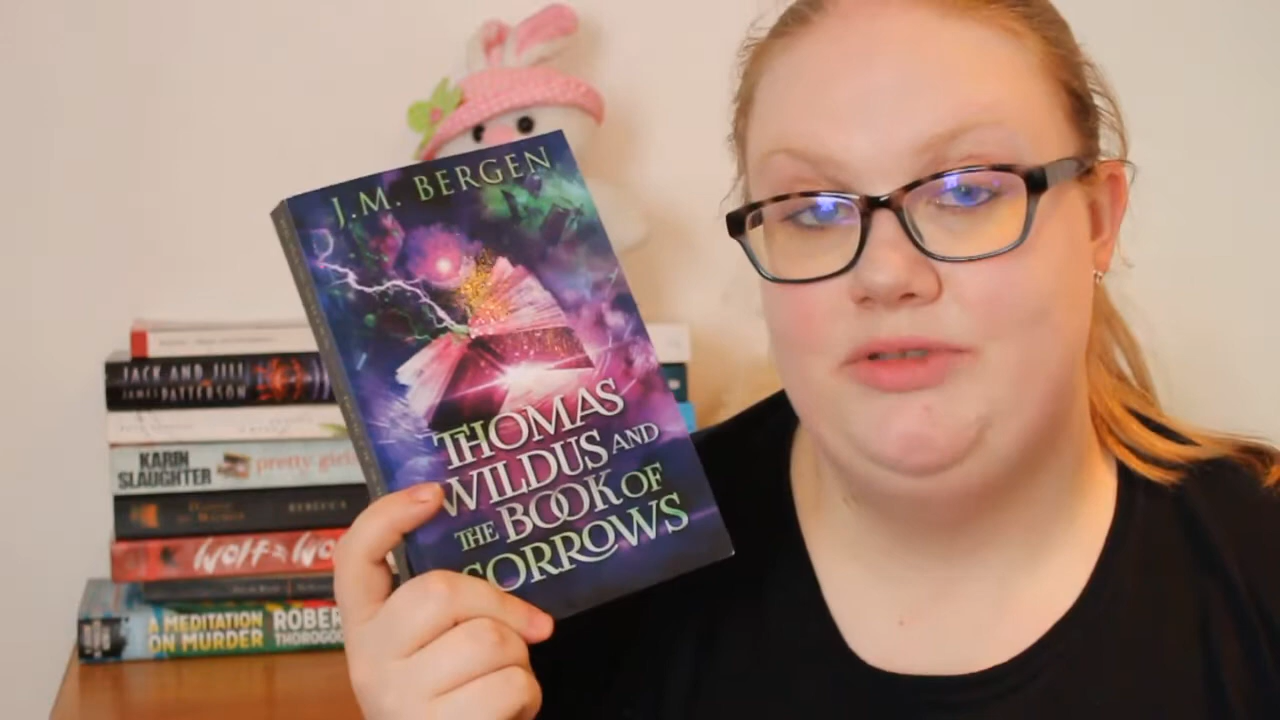 J.M. BERGEN
THOMAS
WILDUS AND
THE BOOK OF
SORROWS
JACK AND JILL
JAMES PATTERSON
KARIN
SLAUGHTER
pretty girls
REBECCA
A MEDITATION
ON MURDER
ROBER
THOROGOO